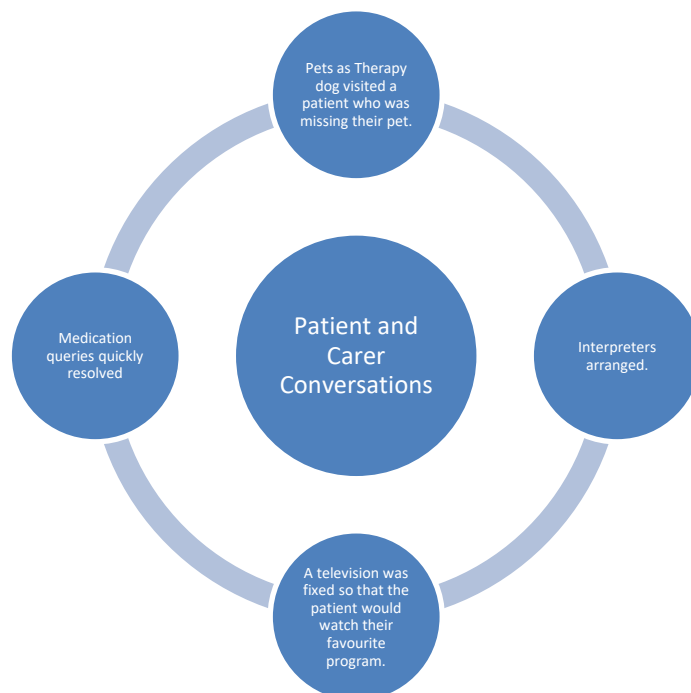 Pets as Therapy
dog visited a
patient who was
missing their pet.
Patient and
Carer
Conversations
Interpreters
arranged.
A television was
fixed so that the
patient would
watch their
favourite
program.
Medication
queries quickly
resolved